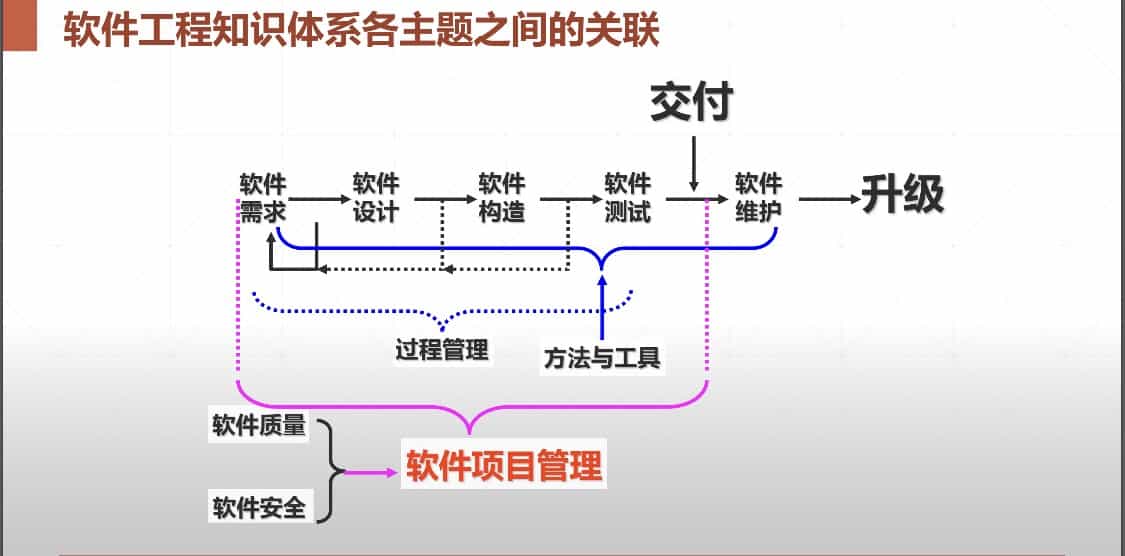 软件工程知识体系各主题之间的关联
交付
软件
需求
软件
设计
软件
构造
软件
测试
软件
维护
升级
过程管理
方法与工具
软件质量
软件项目管理
软件安全